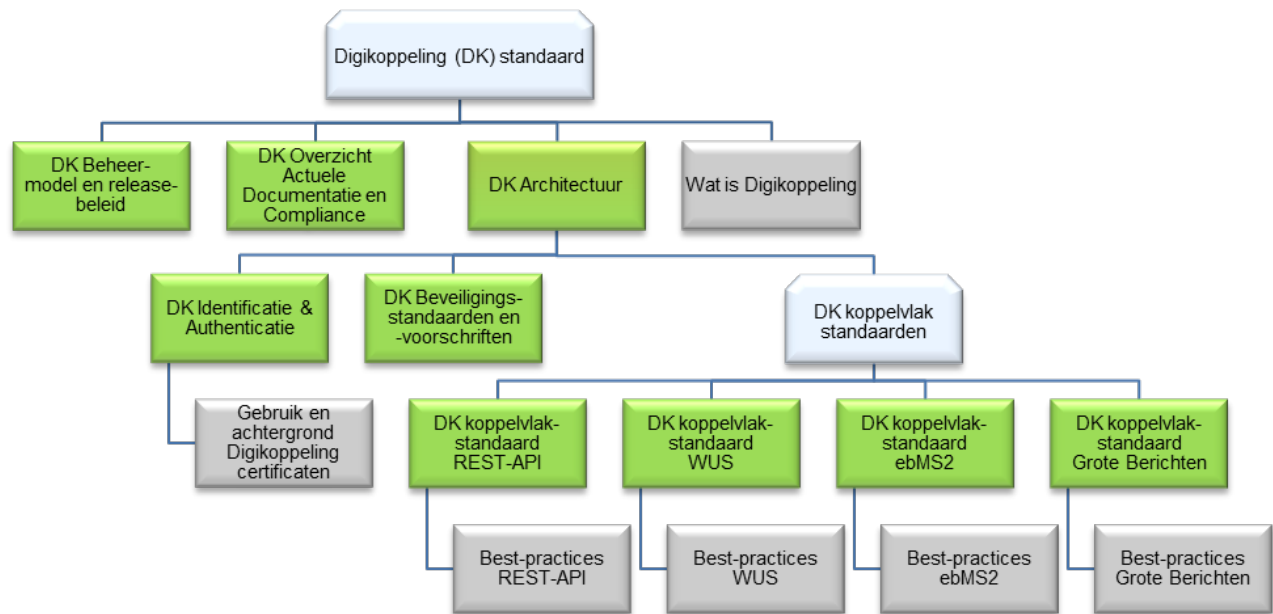 Digikoppeling (DK) standaard
DK Beheer-
model en release-
beleid
DK Overzicht
Actuele
Documentatie en
Compliance
DK Architectuur
Wat is Digikoppeling
DK Identificatie &
Authenticatie
DK Beveiligings-
standaarden en
-voorschriften
DK koppelvlak
standaarden
Gebruik en
achtergrond
Digikoppeling
certificaten
DK koppelvlak-
standaard
REST-API
DK koppelvlak-
standaard
WUS
DK koppelvlak-
standaard
ebMS2
DK koppelvlak-
standaard
Grote Berichten
Best-practices
REST-API
Best-practices
WUS
Best-practices
ebMS2
Best-practices
Grote Berichten